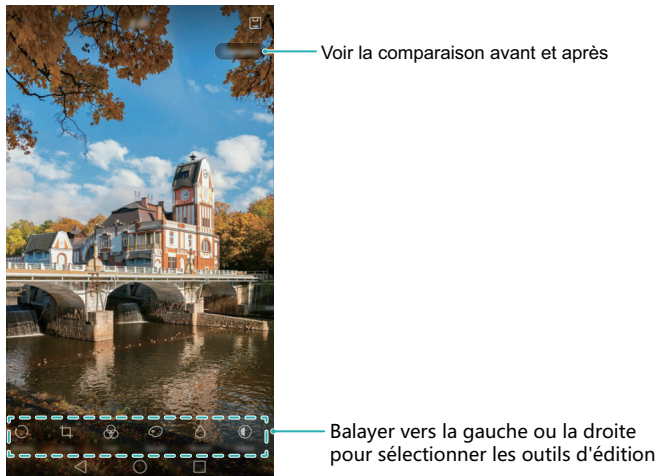 Voir la comparaison avant et après
Balayer vers la gauche ou la droite
pour sélectionner les outils d'édition